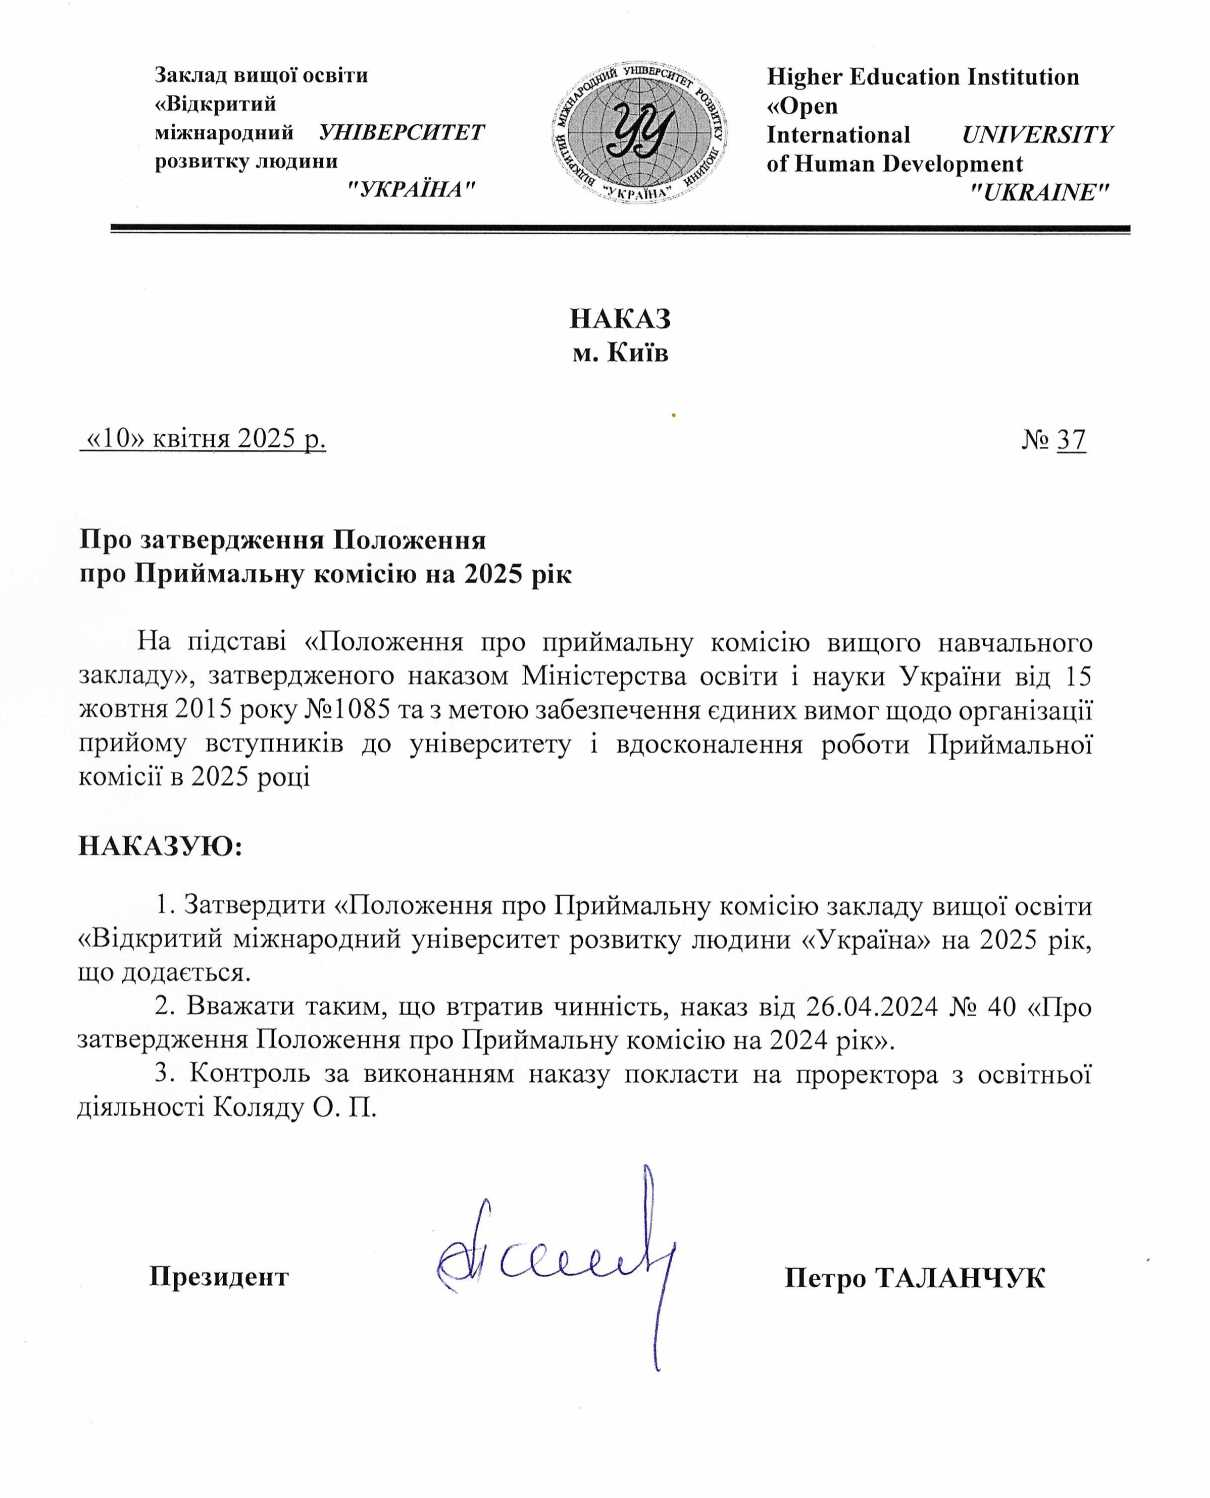 Заклад вищої освіти
«Відкритий
міжнародний УНІВЕРСИТЕТ
розвитку людини
"УКРАЇНА"
ВІДКРИТИЙ МІЖНАРОДНИЙ УНІВЕРСИТЕТ РОЗВИТКУ ЛЮДИНИ
"УКРАЇНА"
УУ
Higher Education Institution
«Open
International UNIVERSITY
of Human Development
"UKRAINE"
НАКАЗ
м. Київ
«10» квітня 2025 р.
№ 37
Про затвердження Положення
про Приймальну комісію на 2025 рік
На підставі «Положення про приймальну комісію вищого навчального
закладу», затвердженого наказом Міністерства освіти і науки України від 15
жовтня 2015 року №1085 та з метою забезпечення єдиних вимог щодо організації
прийому вступників до університету і вдосконалення роботи Приймальної
комісії в 2025 році
НАКАЗУЮ:
1. Затвердити «Положення про Приймальну комісію закладу вищої освіти
«Відкритий міжнародний університет розвитку людини «Україна» на 2025 рік,
що додається.
2. Вважати таким, що втратив чинність, наказ від 26.04.2024 № 40 «Про
затвердження Положення про Приймальну комісію на 2024 рік».
3. Контроль за виконанням наказу покласти на проректора з освітньої
діяльності Коляду О. П.
Президент
Петро ТАЛАНЧУК